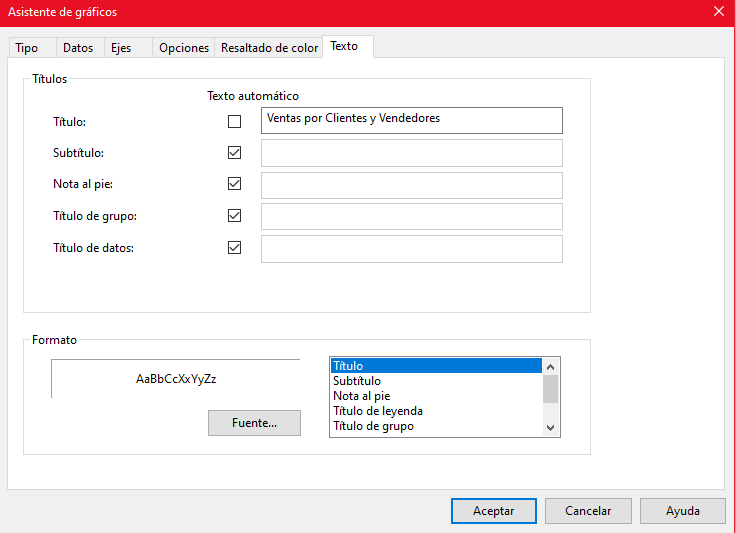 Asistente de gráficos
Tipo Datos Ejes Opciones Resaltado de color Texto
Títulos
Texto automático
Título: Ventas por Clientes y Vendedores
Subtítulo:
Nota al pie:
Título de grupo:
Título de datos:
Formato
AaBbCcXxYyZz
Fuente...
Título
Subtítulo
Nota al pie
Título de leyenda
Título de grupo
Aceptar Cancelar Ayuda